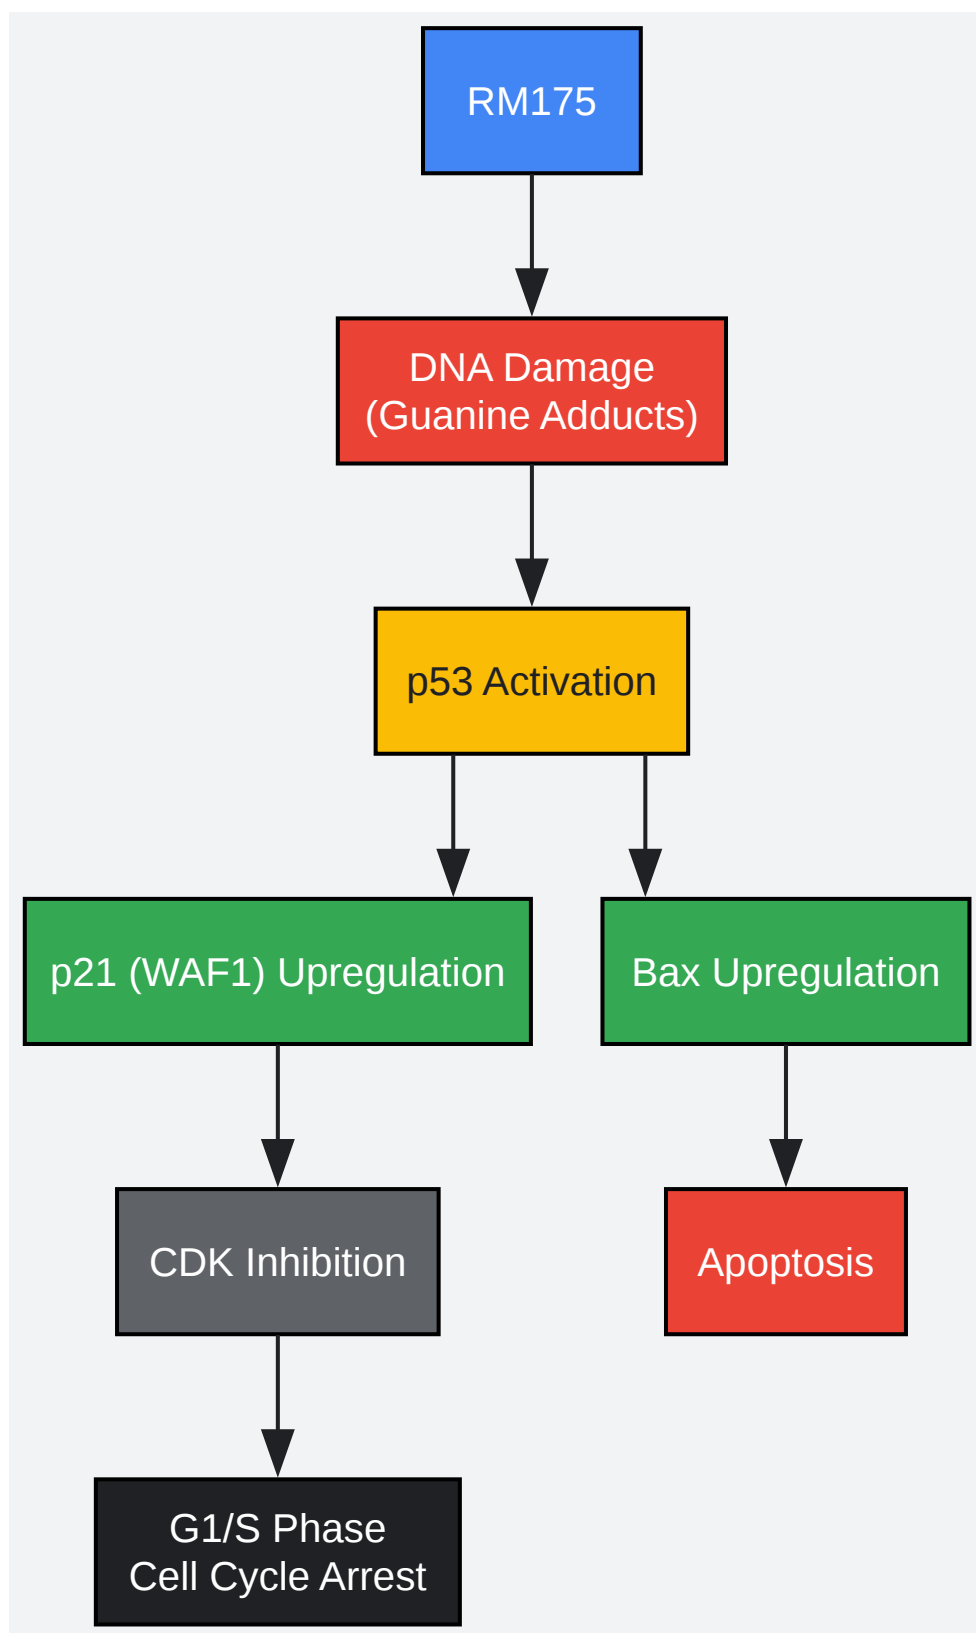 RM175
DNA Damage
(Guanine Adducts)
p53 Activation
p21 (WAF1) Upregulation
Bax Upregulation
CDK Inhibition
Apoptosis
G1/S Phase
Cell Cycle Arrest